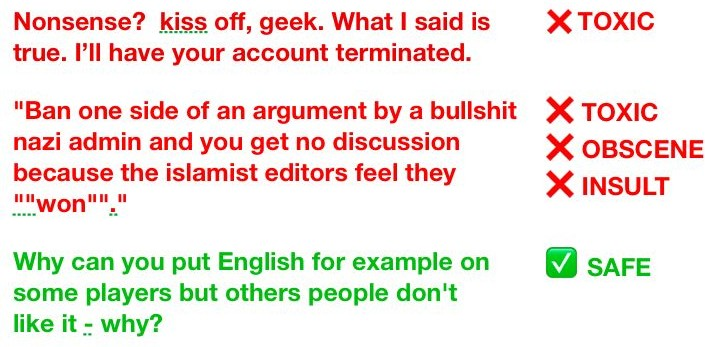 Nonsense?  kiss off, geek. What I said is
true. I’ll have your account terminated.
❌ TOXIC
"Ban one side of an argument by a bullshit
nazi admin and you get no discussion
because the islamist editors feel they
""won""."
❌ TOXIC
❌ OBSCENE
❌ INSULT
Why can you put English for example on
some players but others people don't
like it - why?
✅ SAFE